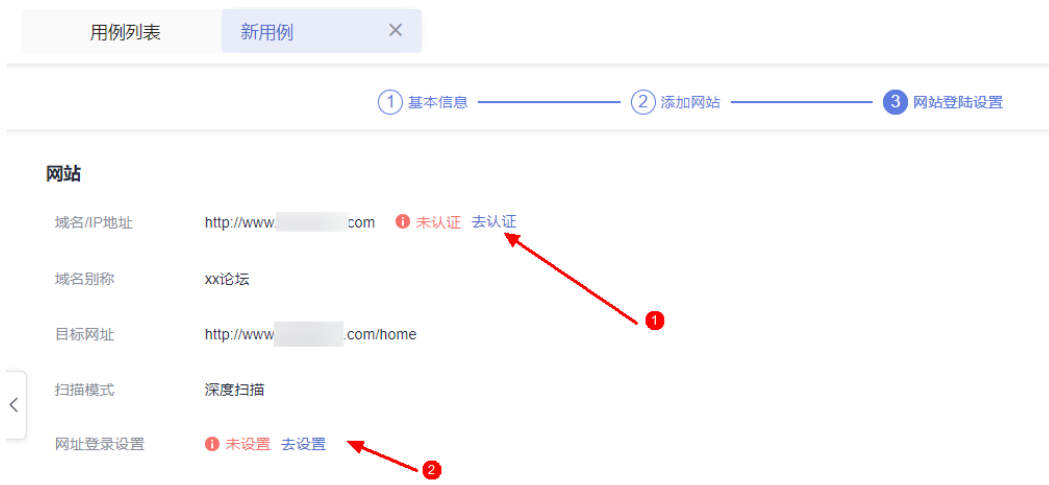 用例列表 新用例 ×
1 基本信息 2 添加网站 3 网站登陆设置
网站
域名/IP地址 http://www. com 未认证 去认证
域名别称 xx论坛
1
目标网址 http://www .com/home
扫描模式 深度扫描
网址登录设置 未设置 去设置
2